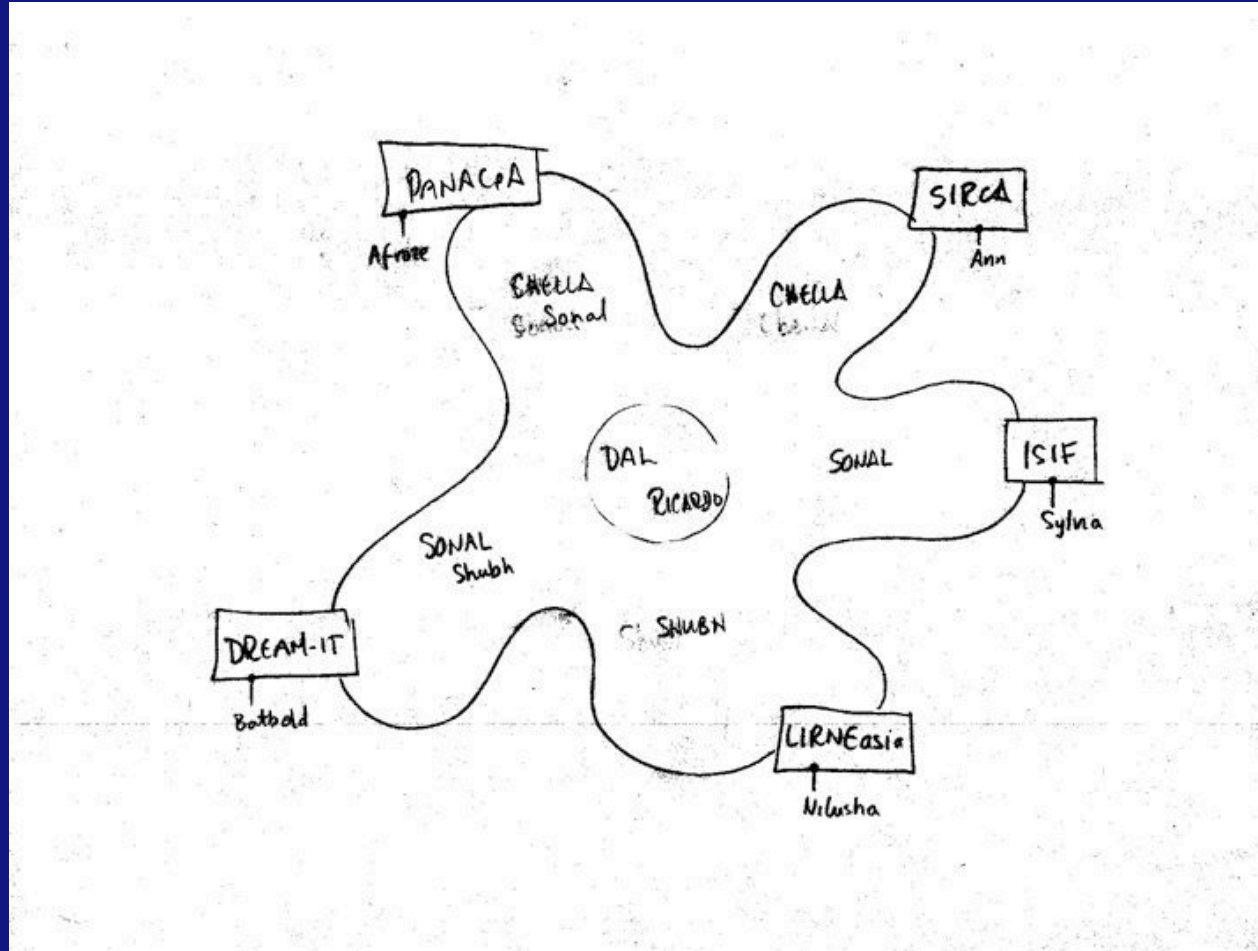 PANACeA
SIRCA
Afroze
Ann
CHELLA
Sonal
CHELLA
DAL
RICARDO
SONAL
ISIF
Sylvia
SONAL
Shubh
SHUBH
DREAM-IT
Batbold
LIRNEasia
Nilusha